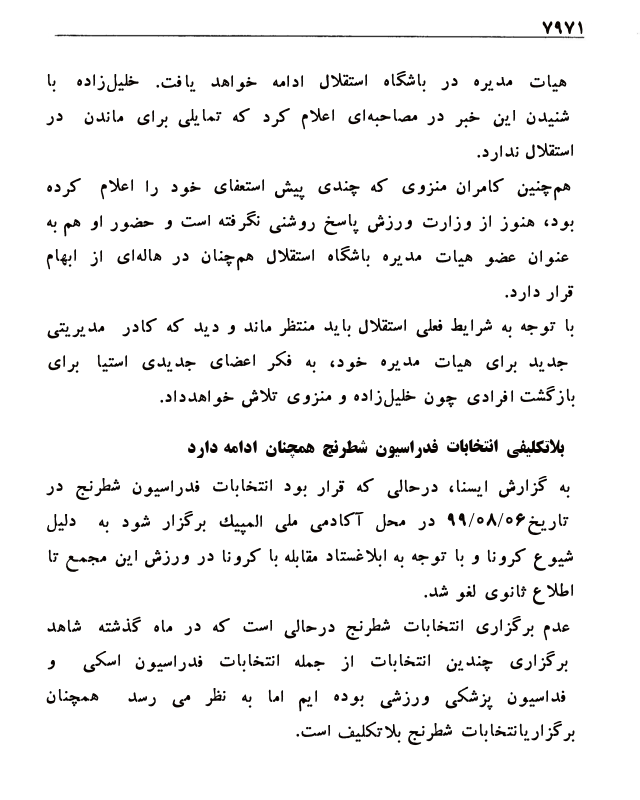 ۷۹۷۱
هیات مدیره در باشگاه استقلال ادامه خواهد یافت. خلیل‌زاده با
شنیدن این خبر در مصاحبه‌ای اعلام کرد که تمایلی برای ماندن در
استقلال ندارد.
هم‌چنین کامران منزوی که چندی پیش استعفای خود را اعلام کرده
بود، هنوز از وزارت ورزش پاسخ روشنی نگرفته است و حضور او هم به
عنوان عضو هیات مدیره باشگاه استقلال هم‌چنان در هاله‌ای از ابهام
قرار دارد.
با توجه به شرایط فعلی استقلال باید منتظر ماند و دید که کادر مدیریتی
جدید برای هیات مدیره خود، به فکر اعضای جدیدی استیا برای
بازگشت افرادی چون خلیل‌زاده و منزوی تلاش خواهدداد.
بلاتکلیفی انتخابات فدراسیون شطرنج همچنان ادامه دارد
به گزارش ایسنا، درحالی که قرار بود انتخابات فدراسیون شطرنج در
تاریخ۹۹/۰۸/۰۶ در محل آکادمی ملی المپیك برگزار شود به دلیل
شیوع کرونا و با توجه به ابلاغستاد مقابله با کرونا در ورزش این مجمع تا
اطلاع ثانوی لغو شد.
عدم برگزاری انتخابات شطرنج درحالی است که در ماه گذشته شاهد
برگزاری چندین انتخابات از جمله انتخابات فدراسیون اسکی و
فداسیون پزشکی ورزشی بوده ایم اما به نظر می رسد همچنان
برگزاریانتخابات شطرنج بلاتکلیف است.